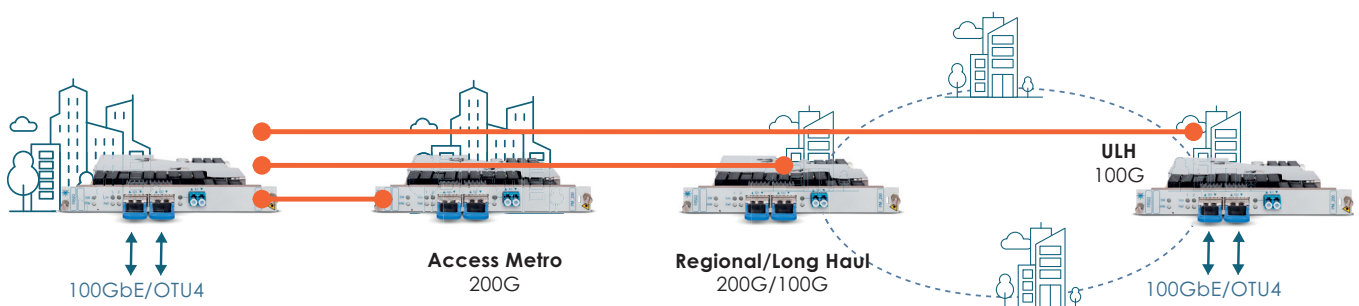 ULH
100G
Access Metro
200G
Regional/Long Haul
200G/100G
100GbE/OTU4
100GbE/OTU4